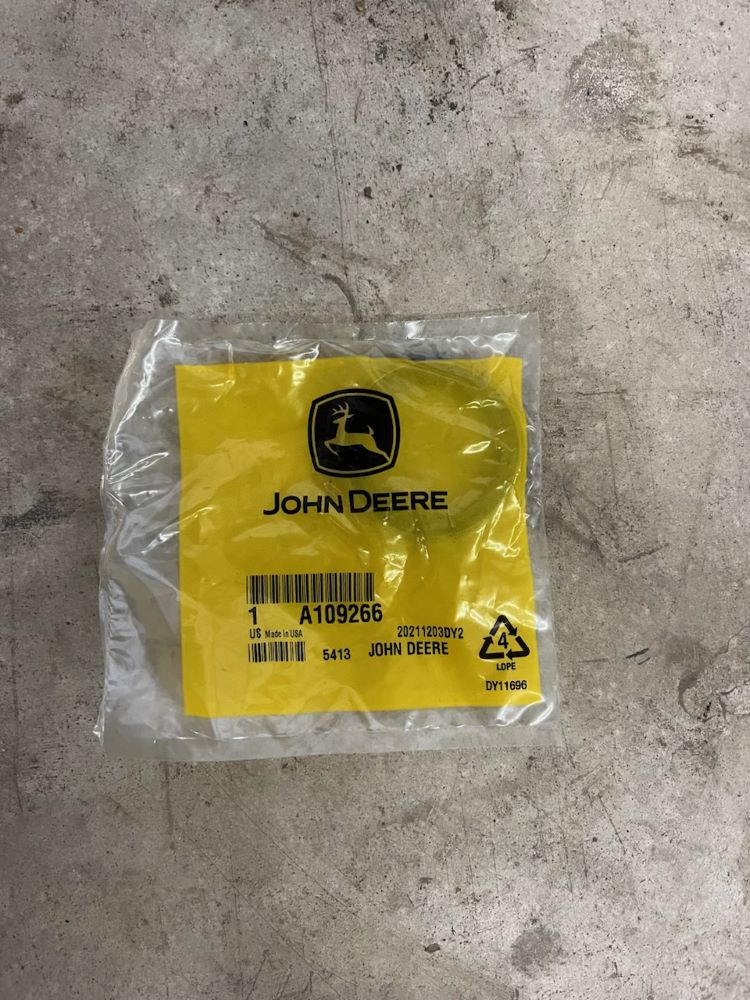 JOHN DEERE
1 A109266
US Made in USA 20211203DY2
5413 JOHN DEERE
4
LDPE
DY11696